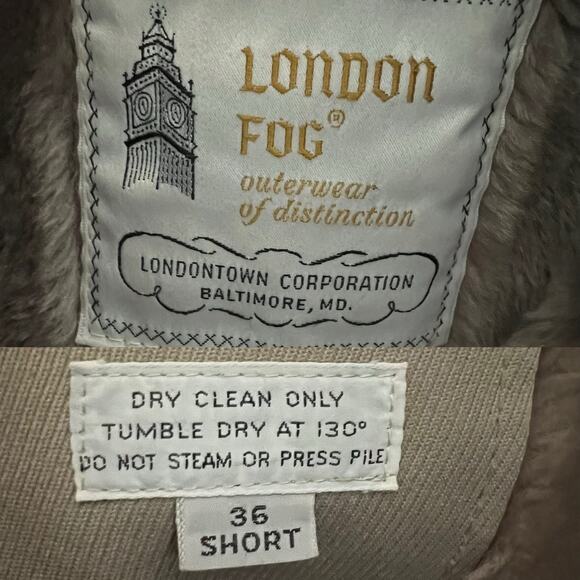 LONDON
FOG®
outerwear
of distinction
LONDONTOWN CORPORATION
BALTIMORE, MD.
DRY CLEAN ONLY
TUMBLE DRY AT 130°
DO NOT STEAM OR PRESS PILE
36
SHORT